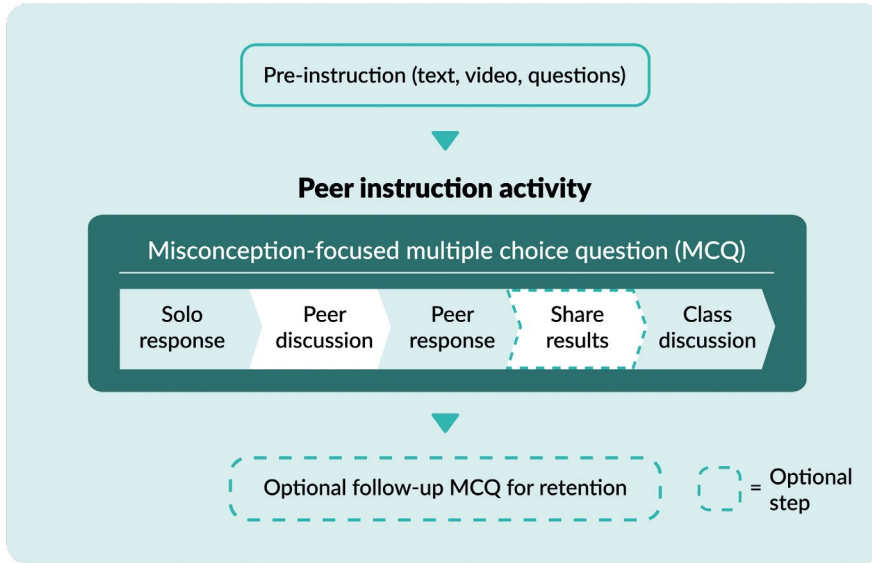 Pre-instruction (text, video, questions)
Peer instruction activity
Misconception-focused multiple choice question (MCQ)
Solo
response
Peer
discussion
Peer
response
Share
results
Class
discussion
Optional follow-up MCQ for retention
= Optional
step